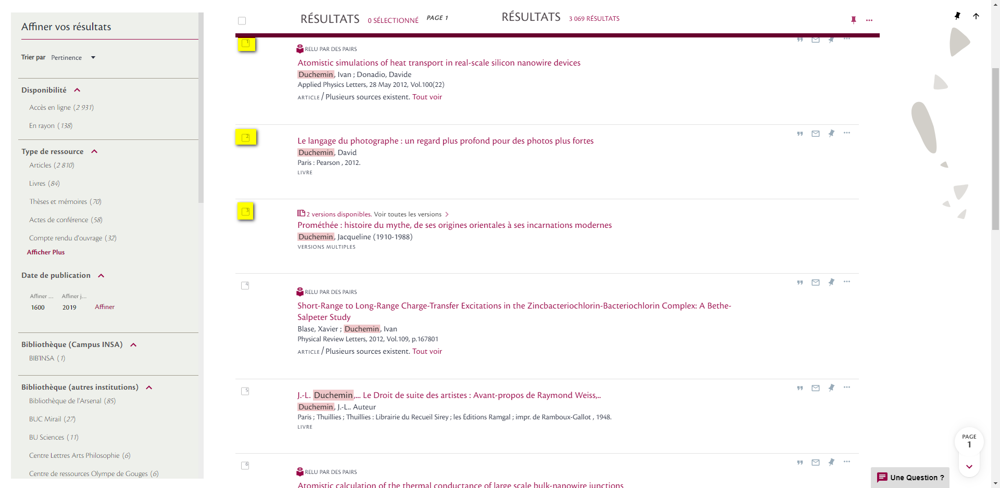 Affiner vos résultats
Trier par Pertinence
Disponibilité
Accès en ligne (2 931)
En rayon (138)
Type de ressource
Articles (2 810)
Livres (84)
Thèses et mémoires (70)
Actes de conférence (58)
Compte rendu d'ouvrage (32)
Afficher Plus
Date de publication
Affiner ... Affiner j...
1600 2019 Affiner
Bibliothèque (Campus INSA)
BIB'INSA (1)
Bibliothèque (autres institutions)
Bibliothèque de l'Arsenal (85)
BUC Mirail (27)
BU Sciences (11)
Centre Lettres Arts Philosophie (6)
Centre de ressources Olympe de Gouges (6)
RÉSULTATS 0 SÉLECTIONNÉ PAGE 1 RÉSULTATS 3 069 RÉSULTATS
1
RELU PAR DES PAIRS
Atomistic simulations of heat transport in real-scale silicon nanowire devices
Duchemin, Ivan ; Donadio, Davide
Applied Physics Letters, 28 May 2012, Vol.100(22)
ARTICLE / Plusieurs sources existent. Tout voir
2
Le langage du photographe : un regard plus profond pour des photos plus fortes
Duchemin, David
Paris : Pearson , 2012.
LIVRE
3
2 versions disponibles. Voir toutes les versions
Prométhée : histoire du mythe, de ses origines orientales à ses incarnations modernes
Duchemin, Jacqueline (1910-1988)
VERSIONS MULTIPLES
4
RELU PAR DES PAIRS
Short-Range to Long-Range Charge-Transfer Excitations in the Zincbacteriochlorin-Bacteriochlorin Complex: A Bethe-
Salpeter Study
Blase, Xavier ; Duchemin, Ivan
Physical Review Letters, 2012, Vol.109, p.167801
ARTICLE / Plusieurs sources existent. Tout voir
5
J.-L. Duchemin,... Le Droit de suite des artistes : Avant-propos de Raymond Weiss,..
Duchemin, J.-L.. Auteur
Paris ; Thuillies ; Thuillies : Librairie du Recueil Sirey ; les Éditions Ramgal ; impr. de Ramboux-Gallot , 1948.
LIVRE
6
RELU PAR DES PAIRS
Atomistic calculation of the thermal conductance of large scale bulk-nanowire junctions
PAGE
1
Une Question ?